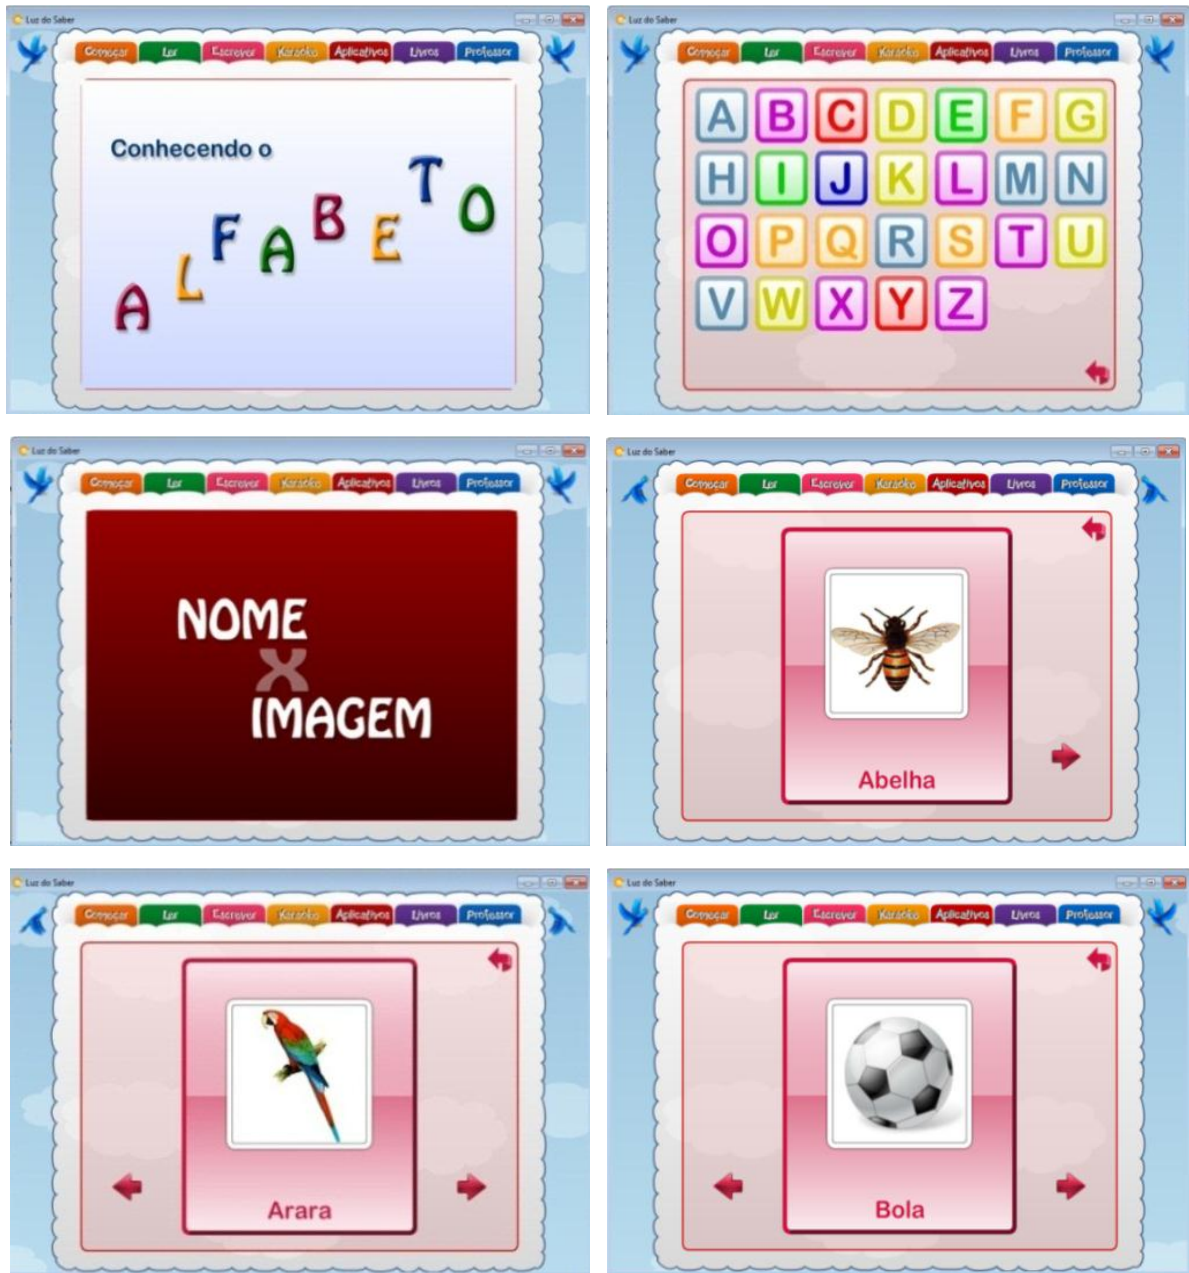 Luz do Saber
Começar Ler Escrever Karaokê Aplicativos Livros Professor
Conhecendo o
ALFABETO
Luz do Saber
Começar Ler Escrever Karaokê Aplicativos Livros Professor
A B C D E F G
H I J K L M N
O P Q R S T U
V W X Y Z
Luz do Saber
Começar Ler Escrever Karaokê Aplicativos Livros Professor
NOME
X
IMAGEM
Luz do Saber
Começar Ler Escrever Karaokê Aplicativos Livros Professor
Abelha
Luz do Saber
Começar Ler Escrever Karaokê Aplicativos Livros Professor
Arara
Luz do Saber
Começar Ler Escrever Karaokê Aplicativos Livros Professor
Bola